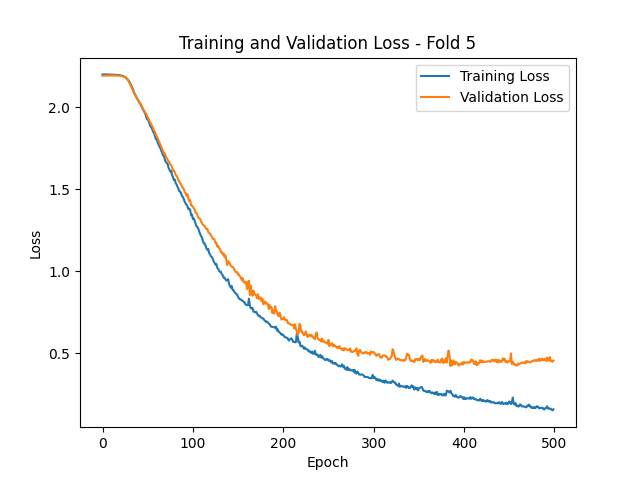 Training and Validation Loss - Fold 5
Training Loss
Validation Loss
Loss
2.0
1.5
1.0
0.5
0 100 200 300 400 500
Epoch